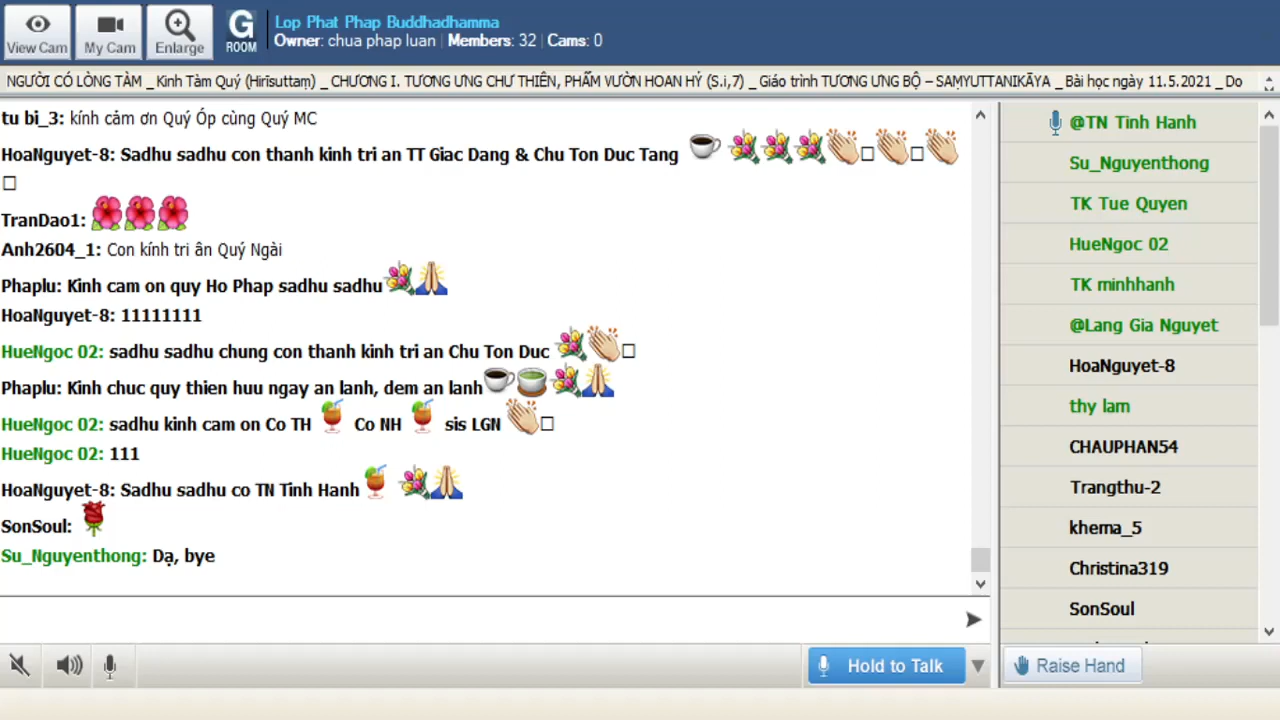 View Cam
My Cam
Enlarge
G
ROOM
Lop Phat Phap Buddhadhamma
Owner: chua phap luan | Members: 32 | Cams: 0
NGƯỜI CÓ LÒNG TÀM _ Kinh Tàm Quý (Hirīsuttaṃ) _ CHƯƠNG I. TƯƠNG ƯNG CHƯ THIÊN, PHẨM VƯỜN HOAN HỶ (S.i,7) _ Giáo trình TƯƠNG ƯNG BỘ – SAṂYUTTANIKĀYA _ Bài học ngày 11.5.2021 _ Do
tu bi_3: kính cảm ơn Quý Óp cùng Quý MC
HoaNguyet-8: Sadhu sadhu con thanh kinh tri an TT Giac Dang & Chu Ton Duc Tang
TranDao1:
Anh2604_1: Con kính tri ân Quý Ngài
Phaplu: Kinh cam on quy Ho Phap sadhu sadhu
HoaNguyet-8: 11111111
HueNgoc 02: sadhu sadhu chung con thanh kinh tri an Chu Ton Duc
Phaplu: Kinh chuc quy thien huu ngay an lanh, dem an lanh
HueNgoc 02: sadhu kinh cam on Co TH Co NH sis LGN
HueNgoc 02: 111
HoaNguyet-8: Sadhu sadhu co TN Tinh Hanh
SonSoul:
Su_Nguyenthong: Dạ, bye
@TN Tinh Hanh
Su_Nguyenthong
TK Tue Quyen
HueNgoc 02
TK minhhanh
@Lang Gia Nguyet
HoaNguyet-8
thy lam
CHAUPHAN54
Trangthu-2
khema_5
Christina319
SonSoul
Hold to Talk
Raise Hand